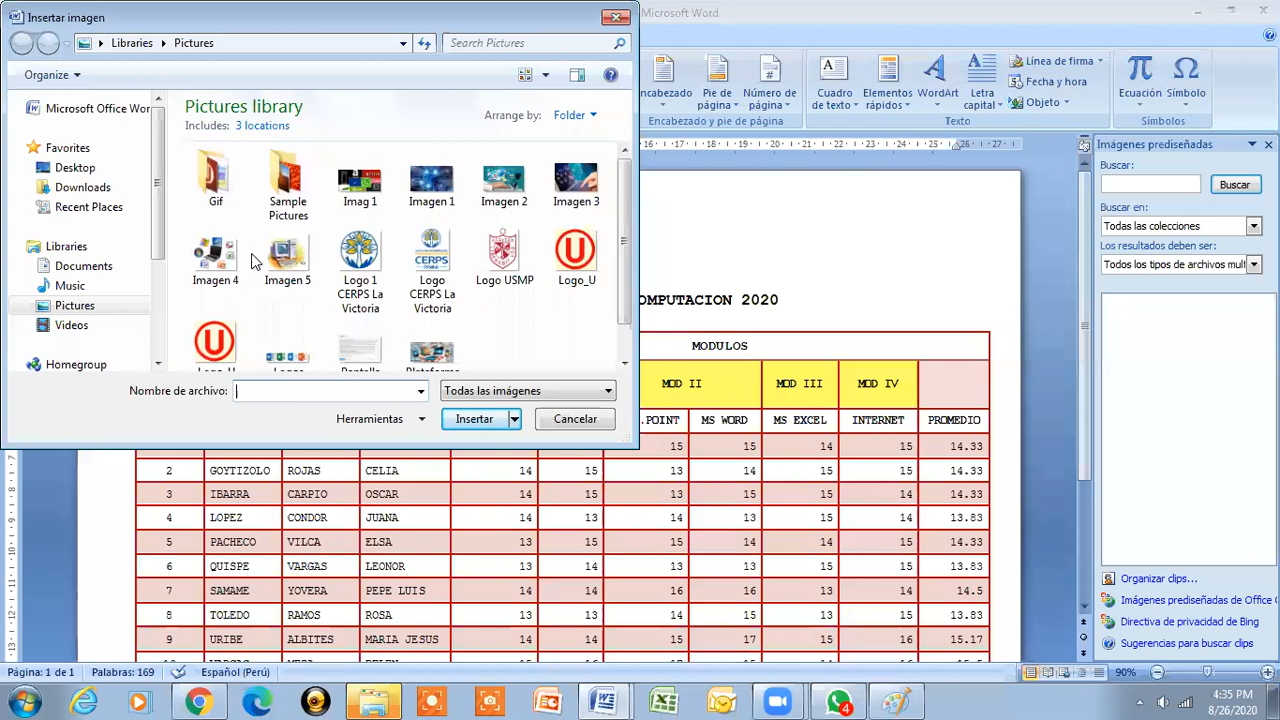 Insertar imagen
Microsoft Word
Libraries
Pictures
Search Pictures
Organize
Microsoft Office Wor
Favorites
Desktop
Downloads
Recent Places
Libraries
Documents
Music
Pictures
Videos
Homegroup
Pictures library
Includes: 3 locations
Arrange by: Folder
Gif
Sample Pictures
Imag 1
Imagen 1
Imagen 2
Imagen 3
Imagen 4
Imagen 5
Logo 1 CERPS La Victoria
Logo CERPS La Victoria
Logo USMP
Logo_U
Nombre de archivo:
Todas las imágenes
Herramientas
Insertar
Cancelar
ncabezado
Pie de página
Número de página
Encabezado y pie de página
Cuadro de texto
Elementos rápidos
WordArt
Letra capital
Línea de firma
Fecha y hora
Objeto
Texto
Ecuación
Símbolo
Símbolos
Imágenes prediseñadas
Buscar:
Buscar
Buscar en:
Todas las colecciones
Los resultados deben ser:
Todos los tipos de archivos mult
Organizar clips...
Imágenes prediseñadas de Office
Directiva de privacidad de Bing
Sugerencias para buscar clips
OMPUTACION 2020
MODULOS
MOD II MOD III MOD IV
.POINT MS WORD MS EXCEL INTERNET PROMEDIO
15 15 14 15 14.33
2 GOYTIZOLO ROJAS CELIA 14 15 13 14 15 15 14.33
3 IBARRA CARPIO OSCAR 14 15 13 15 15 14 14.33
4 LOPEZ CONDOR JUANA 14 13 14 13 15 14 13.83
5 PACHECO VILCA ELSA 13 15 15 14 14 15 14.33
6 QUISPE VARGAS LEONOR 13 14 13 13 15 15 13.83
7 SAMAME YOVERA PEPE LUIS 14 14 16 16 13 14 14.5
8 TOLEDO RAMOS ROSA 13 13 14 15 13 15 13.83
9 URIBE ALBITES MARIA JESUS 14 14 15 17 15 16 15.17
Página: 1 de 1
Palabras: 169
Español (Perú)
90%
4:35 PM
8/26/2020